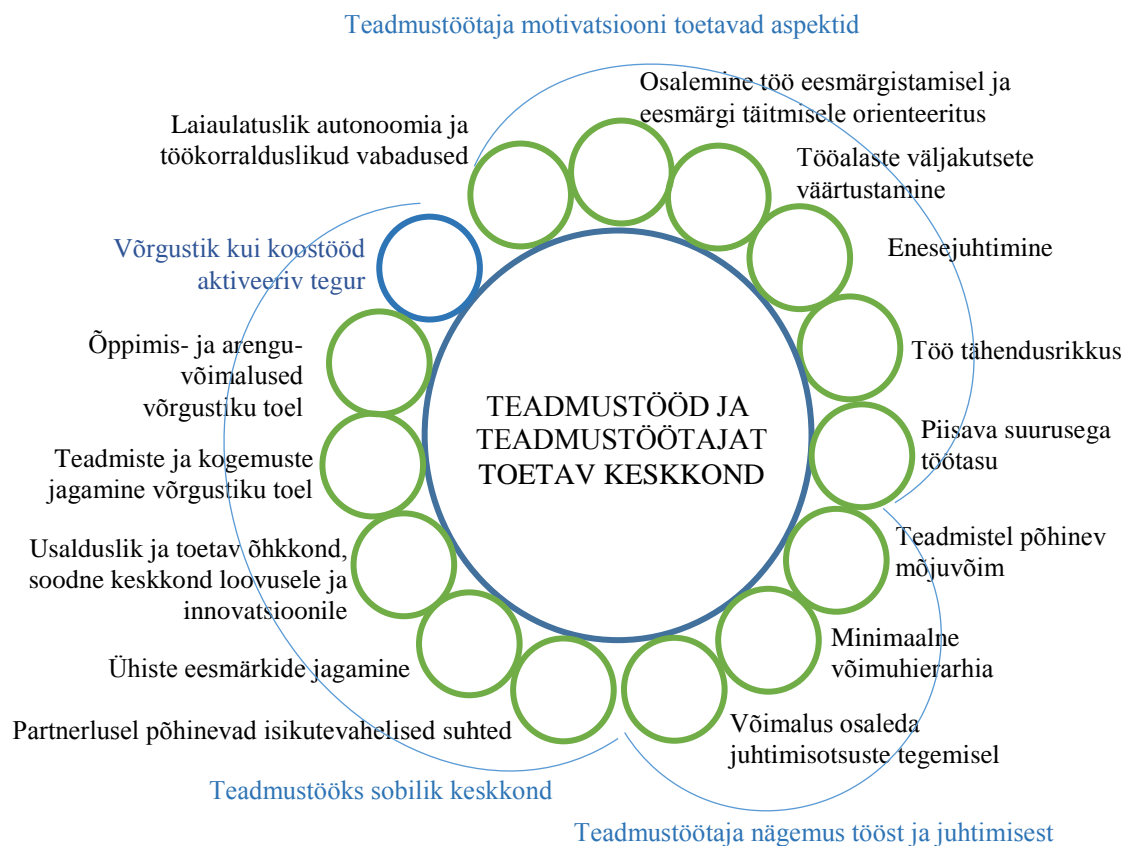 Teadmustöötaja motivatsiooni toetavad aspektid
Osalemine töö eesmärgistamisel ja
eesmärgi täitmisele orienteeritus
Laiaulatuslik autonoomia ja
töökorralduslikud vabadused
Tööalaste väljakutsete
väärtustamine
Võrgustik kui koostööd
aktiveeriv tegur
Enesejuhtimine
Õppimis- ja arengu-
võimalused
võrgustiku toel
Töö tähendusrikkus
TEADMUSTÖÖD JA
TEADMUSTÖÖTAJAT
TOETAV KESKKOND
Piisava suurusega
töötasu
Teadmiste ja kogemuste
jagamine võrgustiku toel
Teadmistel põhinev
mõjuvõim
Usalduslik ja toetav õhkkond,
soodne keskkond loovusele ja
innovatsioonile
Minimaalne
võimuhierarhia
Ühiste eesmärkide jagamine
Võimalus osaleda
juhtimisotsuste tegemisel
Partnerlusel põhinevad isikutevahelised suhted
Teadmustööks sobilik keskkond
Teadmustöötaja nägemus tööst ja juhtimisest